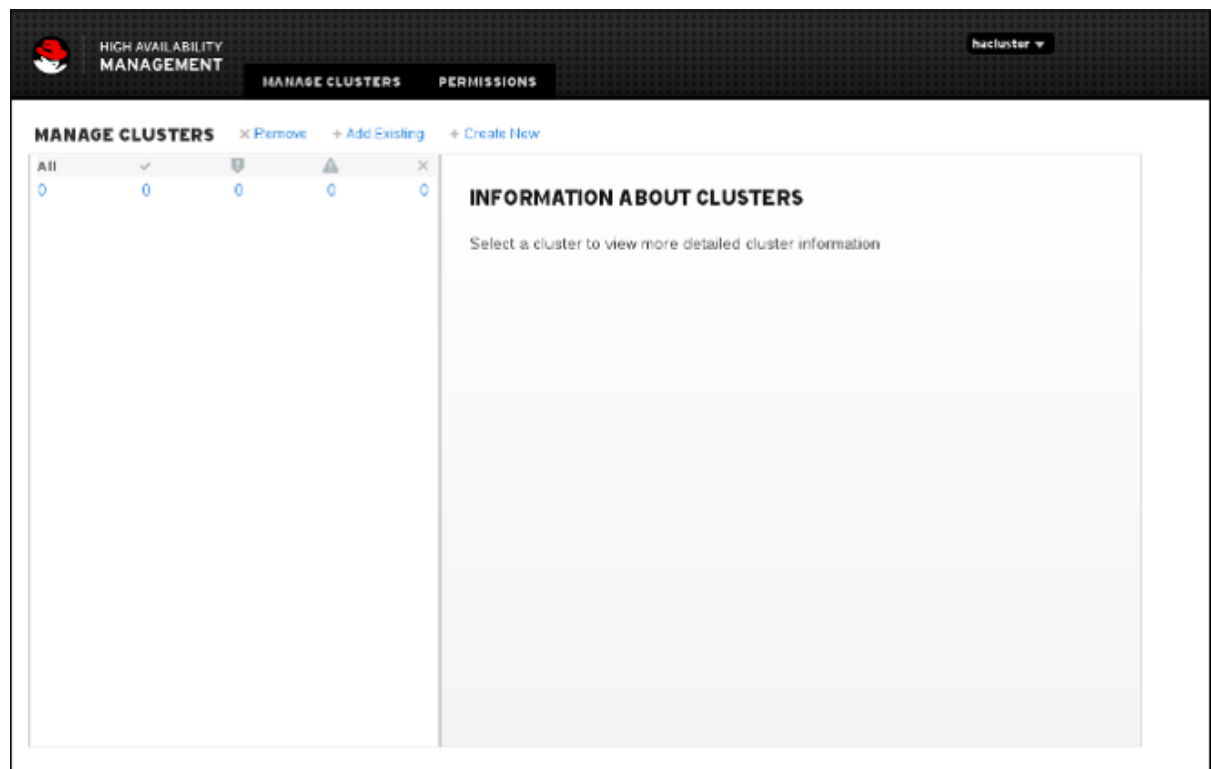 HIGH AVAILABILITY
MANAGEMENT
hacluster
MANAGE CLUSTERS PERMISSIONS
MANAGE CLUSTERS × Remove + Add Existing + Create New
All
0 0 0 0 0
INFORMATION ABOUT CLUSTERS
Select a cluster to view more detailed cluster information